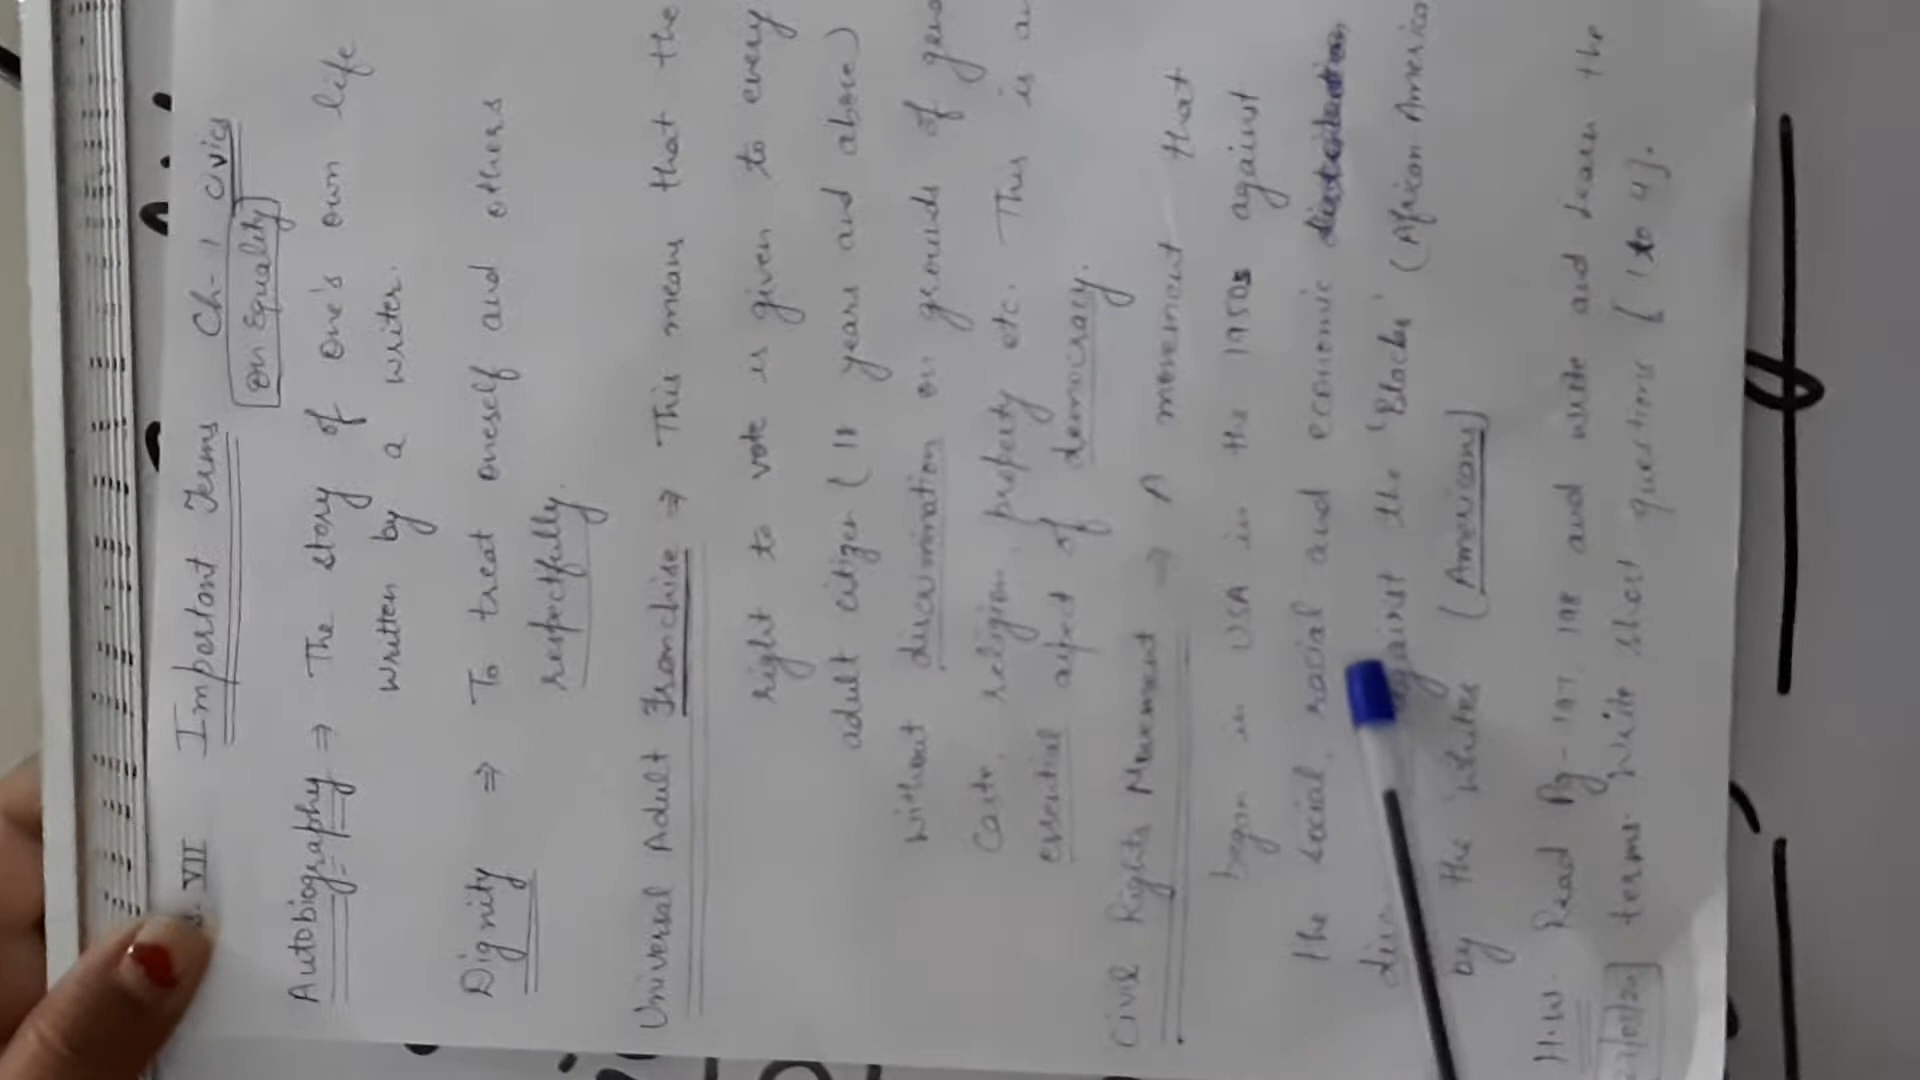 VII Important Terms Ch-1 Civics
on Equality
Autobiography ⇒ The story of one's own life
written by a writer.
Dignity ⇒ To treat oneself and others
respectfully.
Universal Adult Franchise ⇒ This means that the
right to vote is given to every
adult citizen (18 years and above)
without discrimination on grounds of
caste, religion, property etc. This is an
essential aspect of democracy.
Civil Rights Movement ⇒ A movement that
began in USA in the 1950s against
the social, racial and economic
against the 'Blacks' (African America
by the whites (Americans)
H.W. Read Pg- 197, 198 and write and learn the
terms. Write short questions [1 to 4].